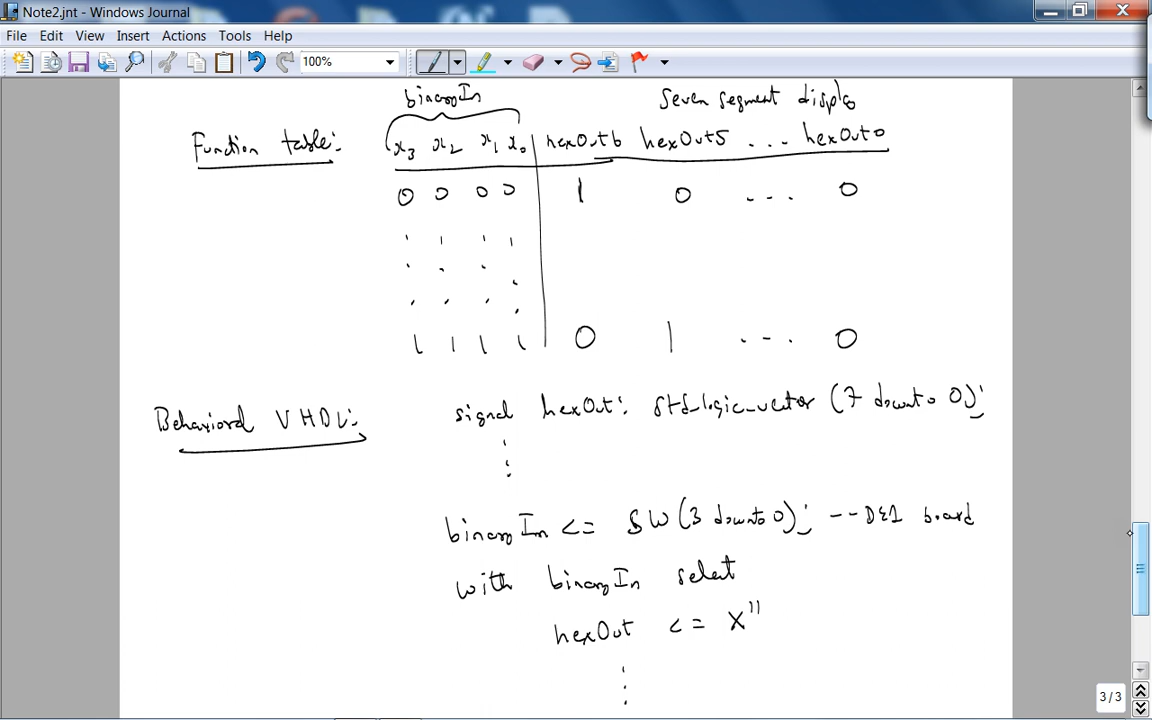 Note2.jnt - Windows Journal
File Edit View Insert Actions Tools Help
100%
binaryIn Seven segment display
Function table: x3 x2 x1 x0 hexOut6 hexOut5 ... hexOut0
0 0 0 0 1 0 ... 0
1 1 1 1 0 1 ... 0
Behavioral VHDL: signal hexOut: std_logic_vector (7 downto 0);
binaryIn <= SW(3 downto 0); --DE1 board
with binaryIn select
hexOut <= X"
3/3